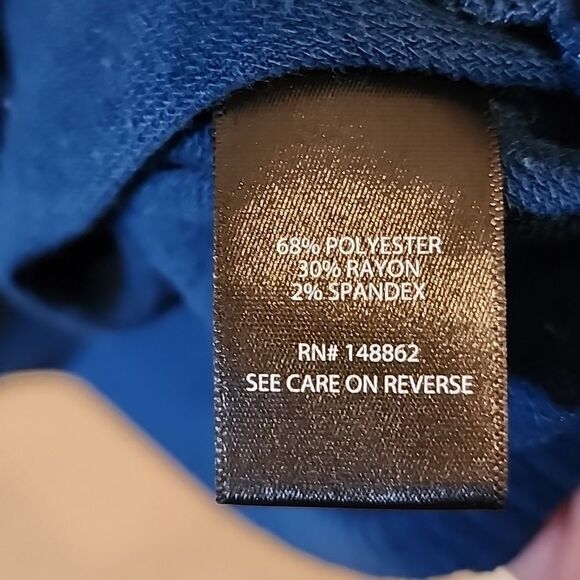 68% POLYESTER
30% RAYON
2% SPANDEX
RN# 148862
SEE CARE ON REVERSE